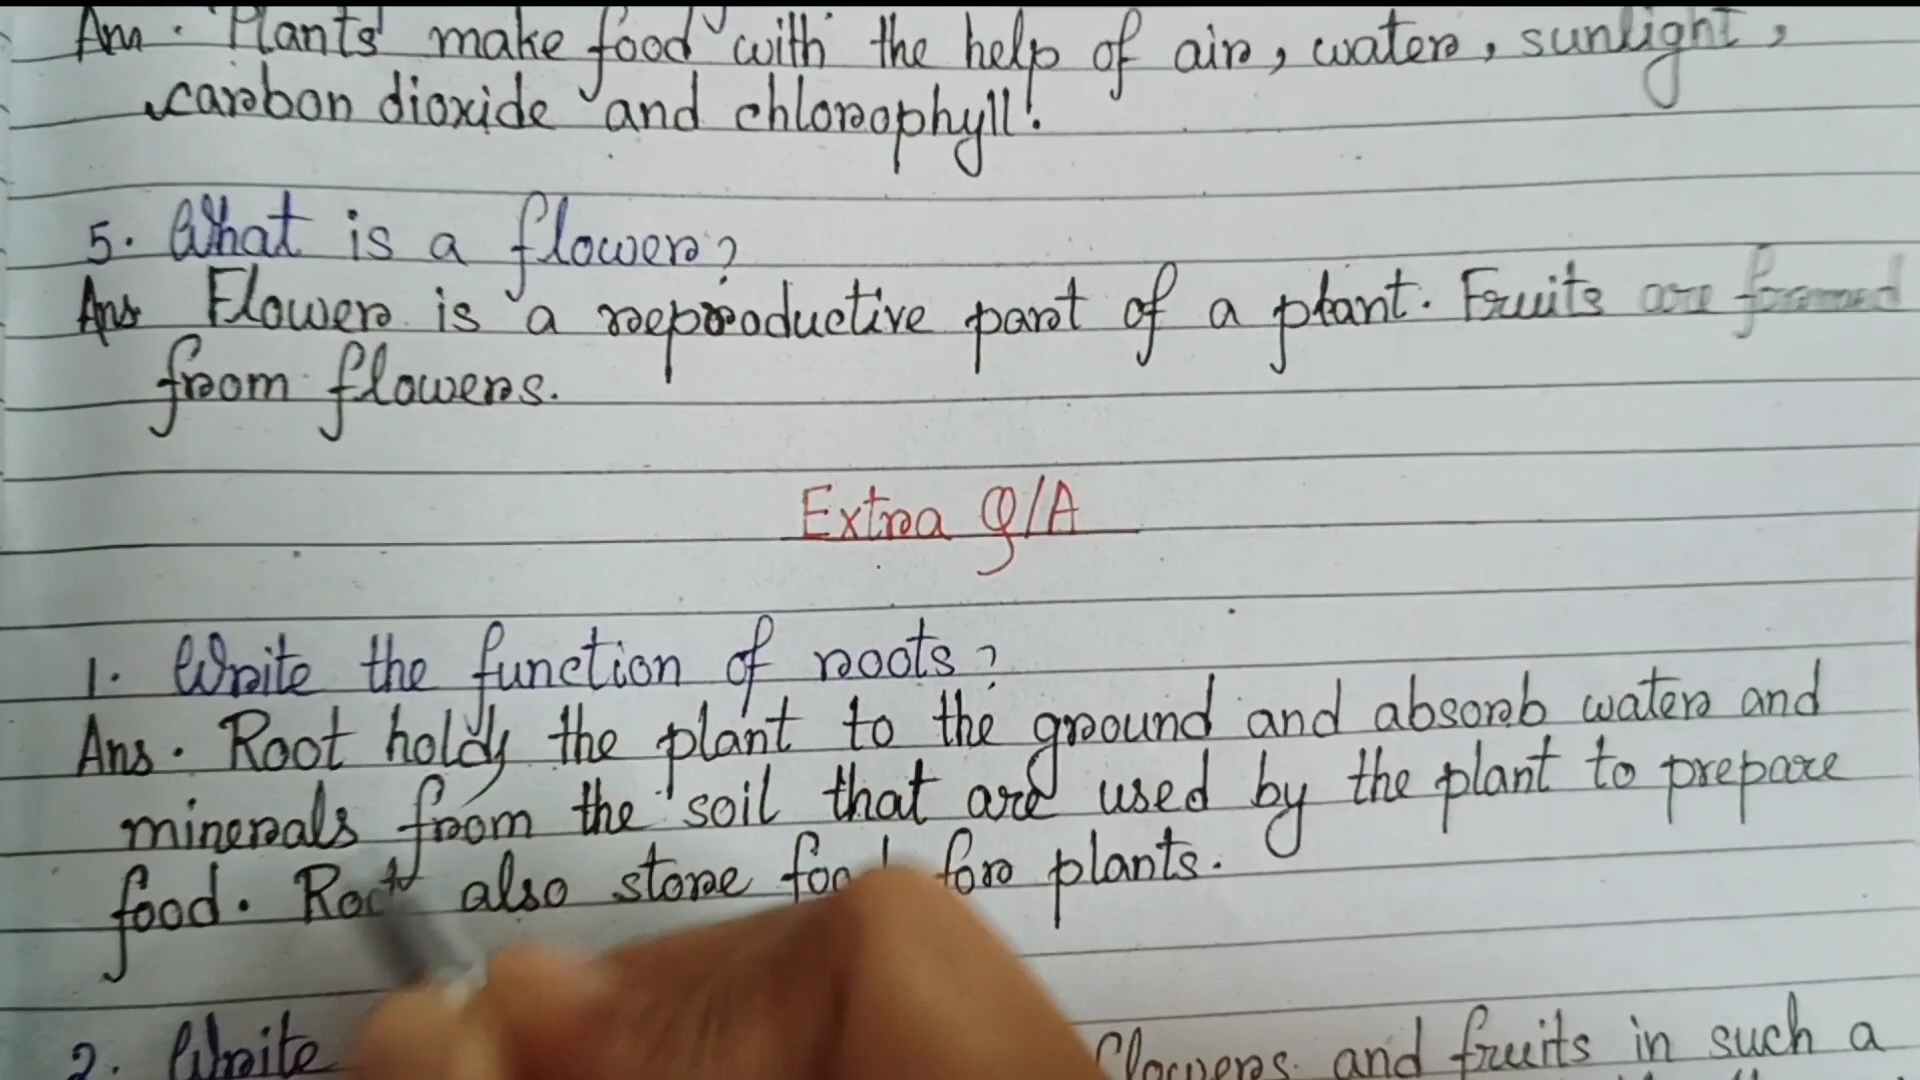 Ans. Plants make food with the help of air, water, sunlight,
carbon dioxide and chlorophyll.
5. What is a flower?
Ans Flower is a reproductive part of a plant. Fruits are formed
from flowers.
Extra Q/A
1. Write the function of roots?
Ans. Root holds the plant to the ground and absorb water and
minerals from the soil that are used by the plant to prepare
food. Root also store food for plants.
2. Write flowers and fruits in such a